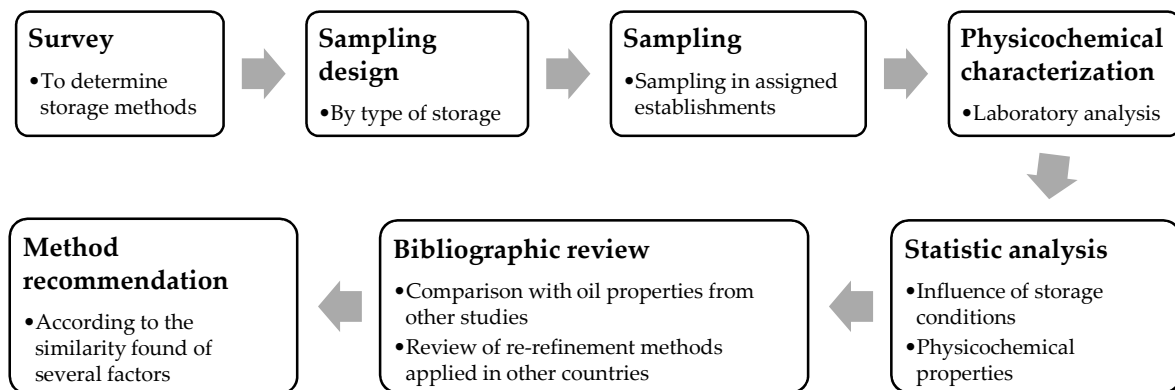 Survey
•To determine
storage methods
Sampling
design
•By type of storage
Sampling
•Sampling in assigned
establishments
Physicochemical
characterization
•Laboratory analysis
Statistic analysis
•Influence of storage
conditions
•Physicochemical
properties
Bibliographic review
•Comparison with oil properties from
other studies
•Review of re-refinement methods
applied in other countries
Method
recommendation
•According to the
similarity found of
several factors